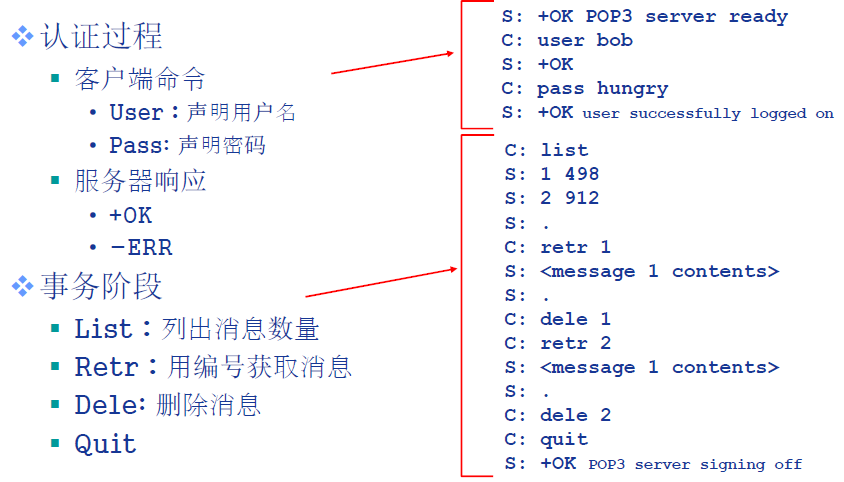 认证过程
客户端命令
User：声明用户名
Pass: 声明密码
服务器响应
+OK
-ERR
事务阶段
List：列出消息数量
Retr：用编号获取消息
Dele: 删除消息
Quit
S: +OK POP3 server ready
C: user bob
S: +OK
C: pass hungry
S: +OK user successfully logged on
C: list
S: 1 498
S: 2 912
S: .
C: retr 1
S: <message 1 contents>
S: .
C: dele 1
C: retr 2
S: <message 1 contents>
S: .
C: dele 2
C: quit
S: +OK POP3 server signing off